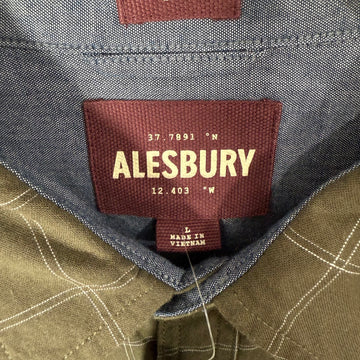 37.7891 °N
ALESBURY
12.403 °W
L
MADE IN
VIETNAM